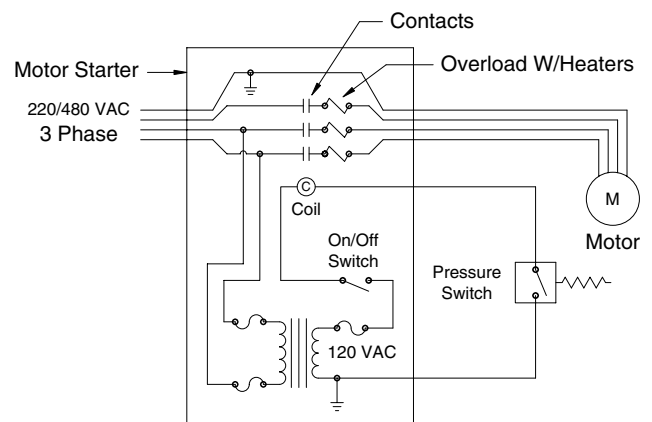 Contacts
Motor Starter
Overload W/Heaters
220/480 VAC
3 Phase
C
Coil
M
Motor
On/Off
Switch
Pressure
Switch
120 VAC